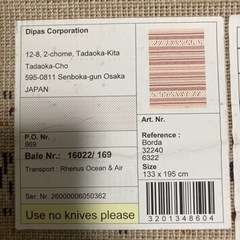 Dipas Corporation
12-8, 2-chome, Tadaoka-Kita
Tadaoka-Cho
595-0811 Senboka-gun Osaka
JAPAN
P.O. Nr.
869
Bale Nr.: 16022/ 169
Transport : Rhenus Ocean & Air
Ser. Nr. 26000006050362
Use no knives please
Art. Nr.
Reference :
Borda
32240
6322
Size
133 x 195 cm
3201348604